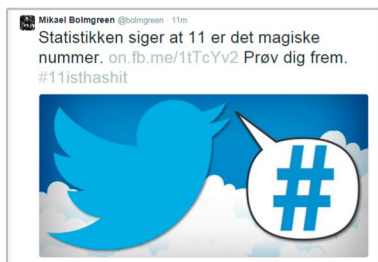 Mikael Bolmgreen @bolmgreen · 11m
Statistikken siger at 11 er det magiske
nummer. on.fb.me/1tTcYv2 Prøv dig frem.
#11isthashit
#